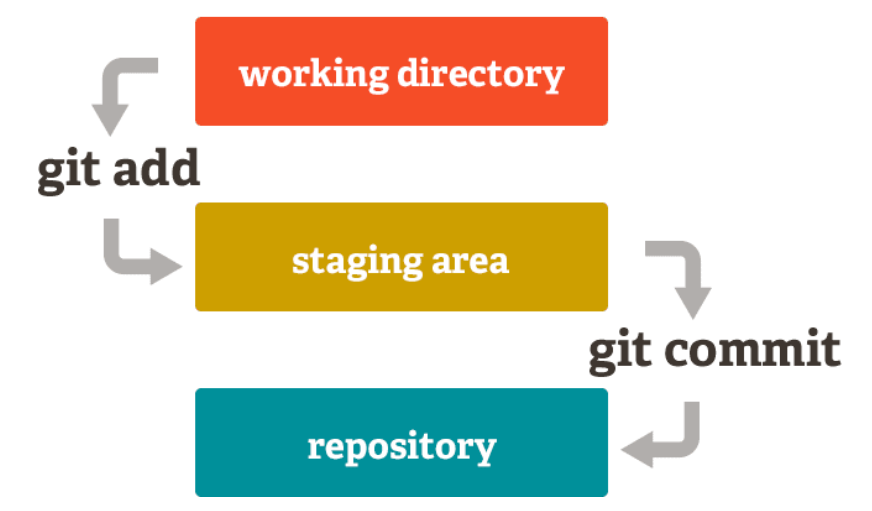 working directory
git add
staging area
git commit
repository